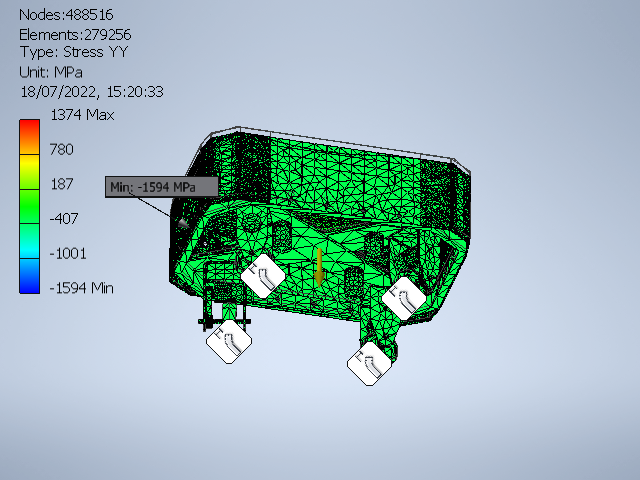 Nodes:488516
Elements:279256
Type: Stress YY
Unit: MPa
18/07/2022, 15:20:33
1374 Max
780
187
-407
-1001
-1594 Min
Min: -1594 MPa